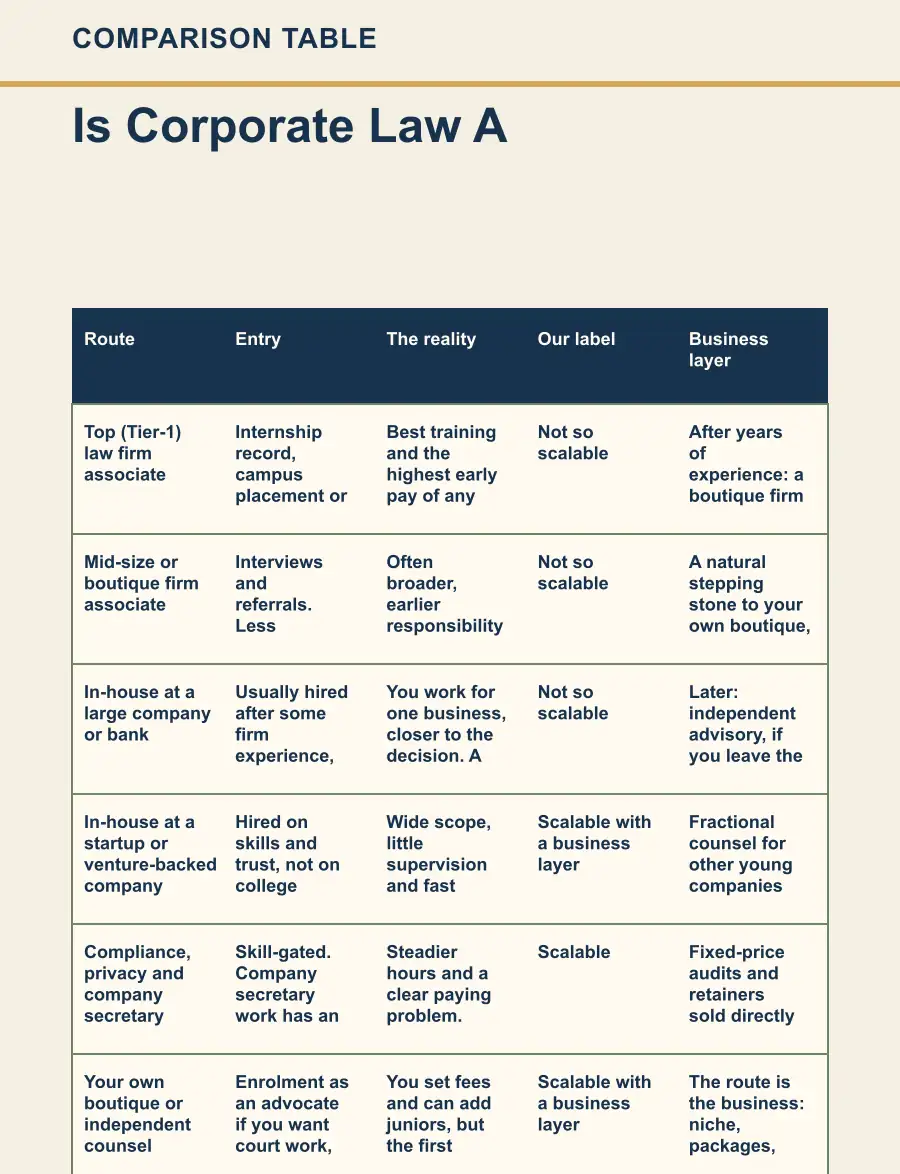 COMPARISON TABLE
Is Corporate Law A
Route
Entry
The reality
Our label
Business
layer
Top (Tier-1)
law firm
associate
Internship
record,
campus
placement or
Best training
and the
highest early
pay of any
Not so
scalable
After years
of
experience: a
boutique firm
Mid-size or
boutique firm
associate
Interviews
and
referrals.
Less
Often
broader,
earlier
responsibility
Not so
scalable
A natural
stepping
stone to your
own boutique,
In-house at a
large company
or bank
Usually hired
after some
firm
experience,
You work for
one business,
closer to the
decision. A
Not so
scalable
Later:
independent
advisory, if
you leave the
In-house at a
startup or
venture-backed
company
Hired on
skills and
trust, not on
college
Wide scope,
little
supervision
and fast
Scalable with
a business
layer
Fractional
counsel for
other young
companies
Compliance,
privacy and
company
secretary
Skill-gated.
Company
secretary
work has an
Steadier
hours and a
clear paying
problem.
Scalable
Fixed-price
audits and
retainers
sold directly
Your own
boutique or
independent
counsel
Enrolment as
an advocate
if you want
court work,
You set fees
and can add
juniors, but
the first
Scalable with
a business
layer
The route is
the business:
niche,
packages,